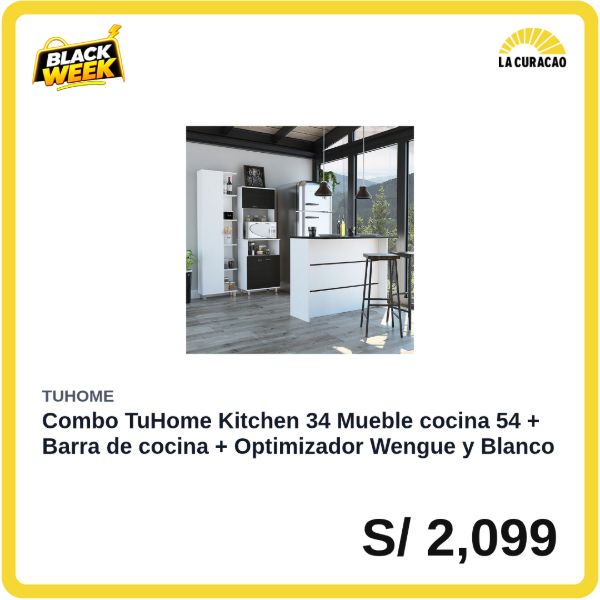 BLACK
WEEK
LA CURACAO
TUHOME
Combo TuHome Kitchen 34 Mueble cocina 54 +
Barra de cocina + Optimizador Wengue y Blanco
S/ 2,099